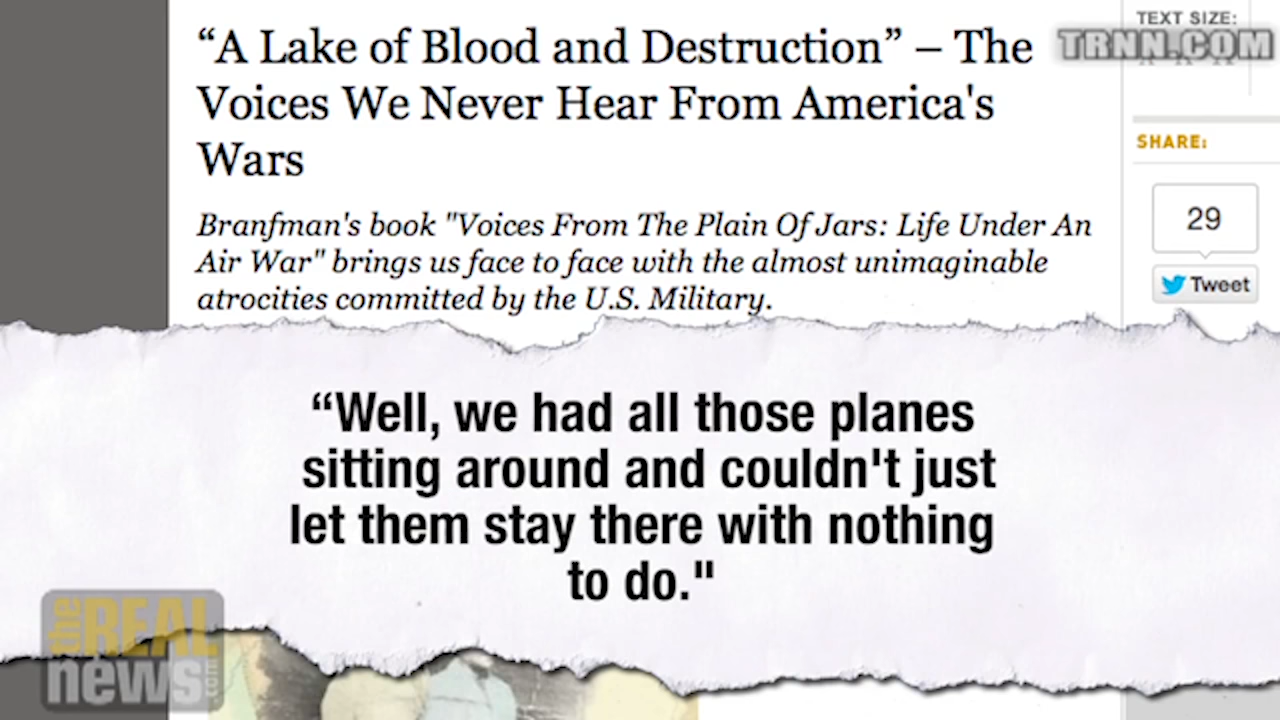 “A Lake of Blood and Destruction” – The
Voices We Never Hear From America's
Wars
Branfman's book "Voices From The Plain Of Jars: Life Under An
Air War" brings us face to face with the almost unimaginable
atrocities committed by the U.S. Military.
TEXT SIZE:
TRNN.COM
A A A
SHARE:
29
Tweet
“Well, we had all those planes
sitting around and couldn't just
let them stay there with nothing
to do."
the REAL
news.com